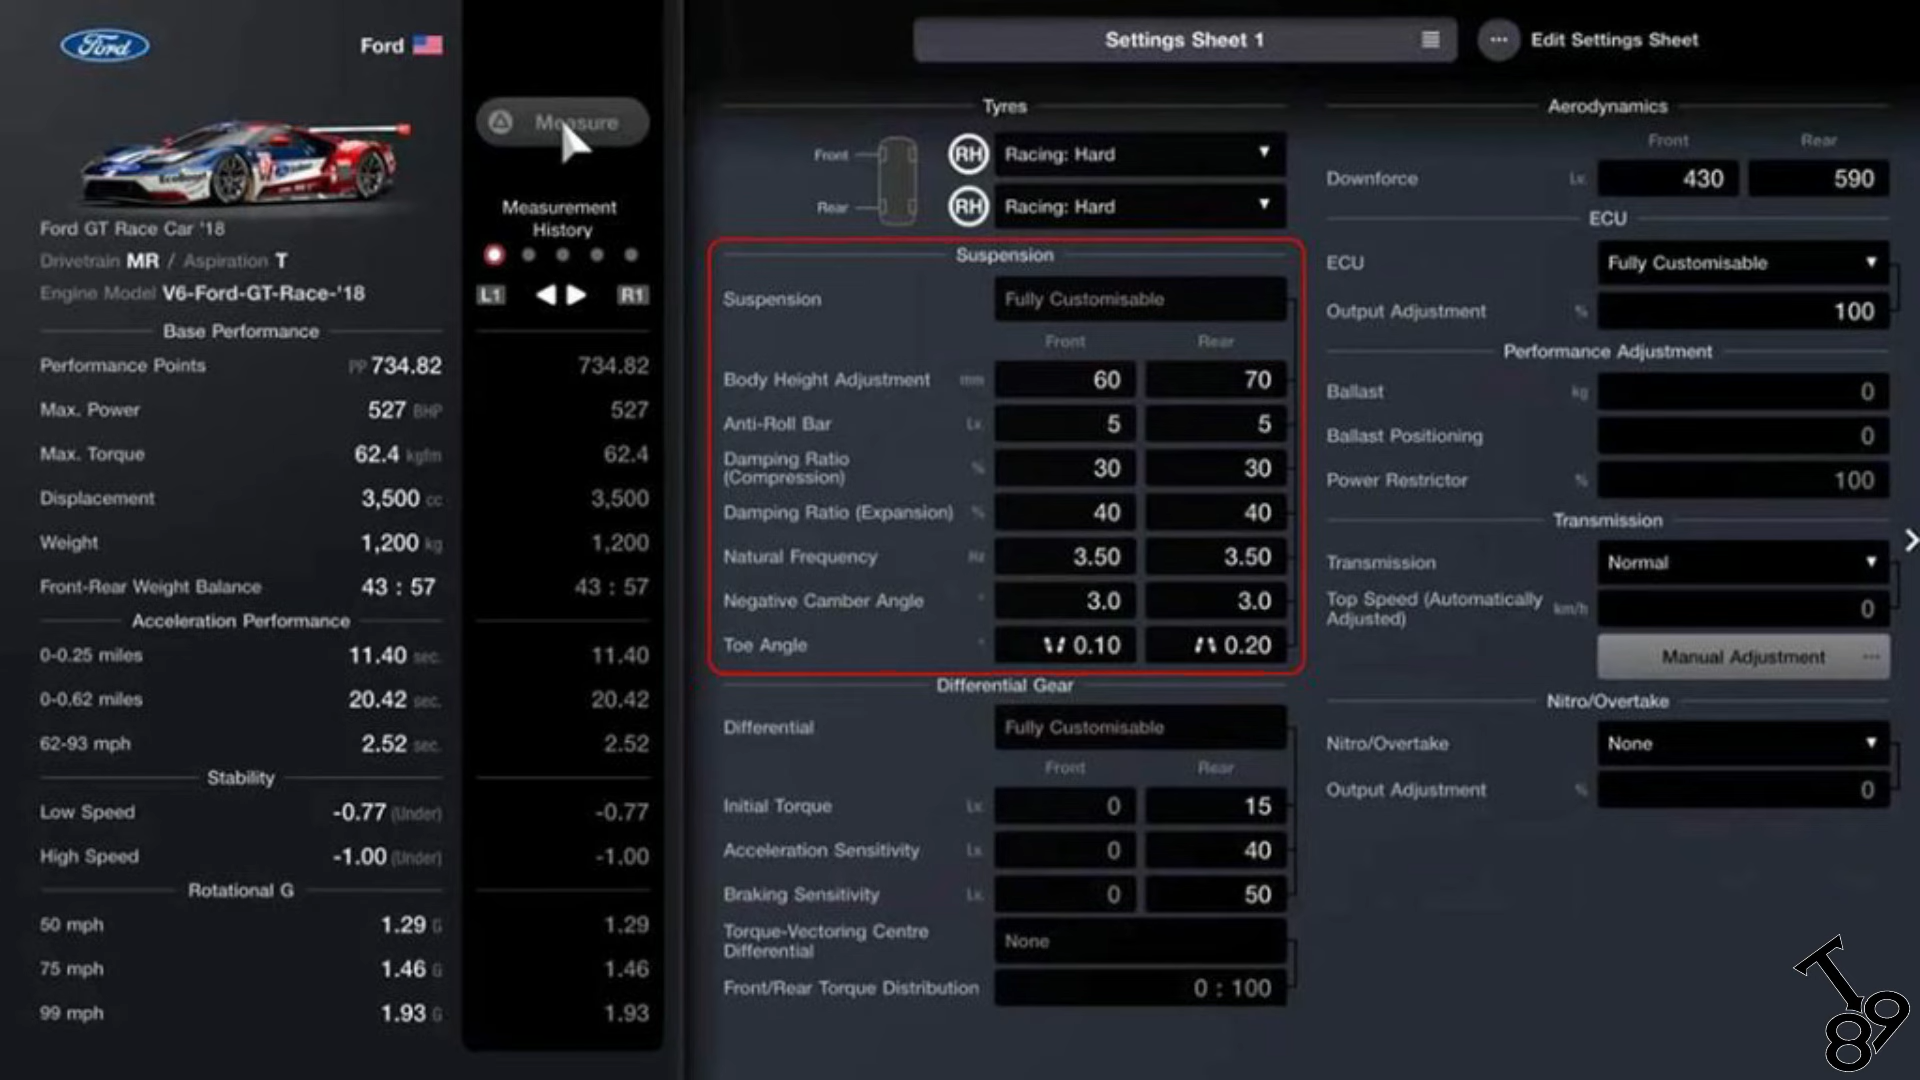 Ford
Ford
Ford GT Race Car '18
Drivetrain MR / Aspiration T
Engine Model V6-Ford-GT-Race-'18
Base Performance
Performance Points PP 734.82
Max. Power 527 BHP
Max. Torque 62.4 kgfm
Displacement 3,500 cc
Weight 1,200 kg
Front-Rear Weight Balance 43 : 57
Acceleration Performance
0-0.25 miles 11.40 sec.
0-0.62 miles 20.42 sec.
62-93 mph 2.52 sec.
Stability
Low Speed -0.77 (Under)
High Speed -1.00 (Under)
Rotational G
50 mph 1.29 G
75 mph 1.46 G
99 mph 1.93 G
Measure
Measurement
History
L1 R1
734.82
527
62.4
3,500
1,200
43 : 57
11.40
20.42
2.52
-0.77
-1.00
1.29
1.46
1.93
Settings Sheet 1
Edit Settings Sheet
Tyres
Front RH Racing: Hard
Rear RH Racing: Hard
Suspension
Suspension Fully Customisable
Front Rear
Body Height Adjustment mm 60 70
Anti-Roll Bar Lv. 5 5
Damping Ratio
(Compression) % 30 30
Damping Ratio (Expansion) % 40 40
Natural Frequency Hz 3.50 3.50
Negative Camber Angle ° 3.0 3.0
Toe Angle ° 0.10 0.20
Differential Gear
Differential Fully Customisable
Front Rear
Initial Torque Lv. 0 15
Acceleration Sensitivity Lv. 0 40
Braking Sensitivity Lv. 0 50
Torque-Vectoring Centre
Differential None
Front/Rear Torque Distribution 0 : 100
Aerodynamics
Front Rear
Downforce Lv. 430 590
ECU
ECU Fully Customisable
Output Adjustment % 100
Performance Adjustment
Ballast kg 0
Ballast Positioning 0
Power Restrictor % 100
Transmission
Transmission Normal
Top Speed (Automatically
Adjusted) km/h 0
Manual Adjustment
Nitro/Overtake
Nitro/Overtake None
Output Adjustment % 0
T
89